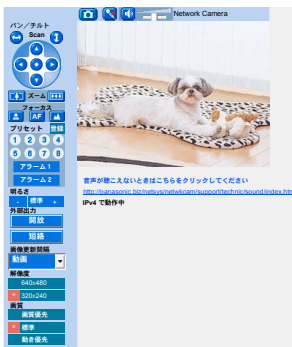 Network Camera
パン／チルト
Scan
ズーム
フォーカス
AF
プリセット 登録
1 2 3 4
5 6 7 8
アラーム 1
アラーム 2
明るさ
- 標準 +
外部出力
開放
短絡
画像更新間隔
動画
解像度
640x480
* 320x240
画質
画質優先
* 標準
動き優先
音声が聴こえないときはこちらをクリックしてください
http://panasonic.biz/netsys/netwkcam/support/technic/sound/index.htm
IPv4 で動作中